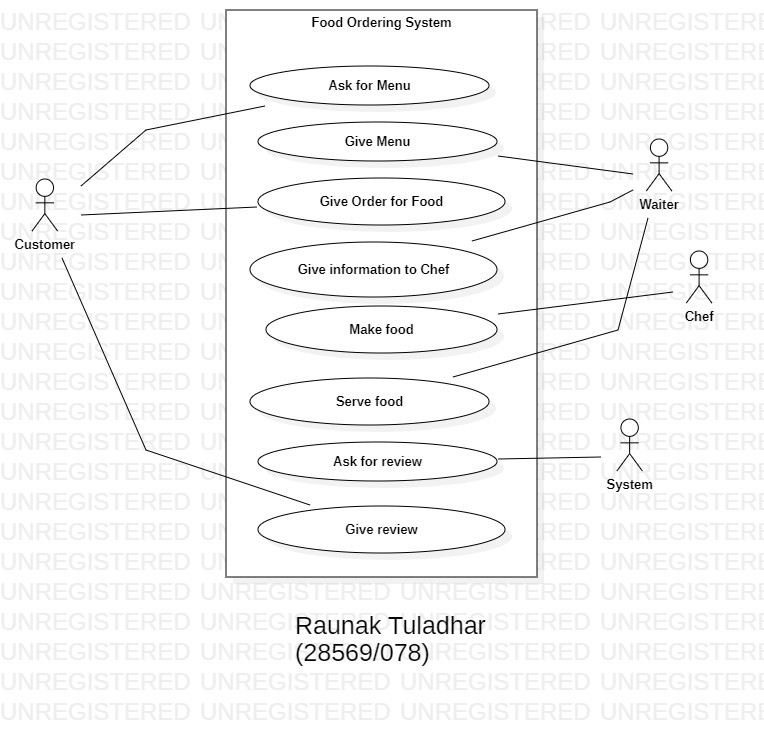 Food Ordering System
Ask for Menu
Give Menu
Give Order for Food
Give information to Chef
Make food
Serve food
Ask for review
Give review
Customer
Waiter
Chef
System
Raunak Tuladhar
(28569/078)
UNREGISTERED